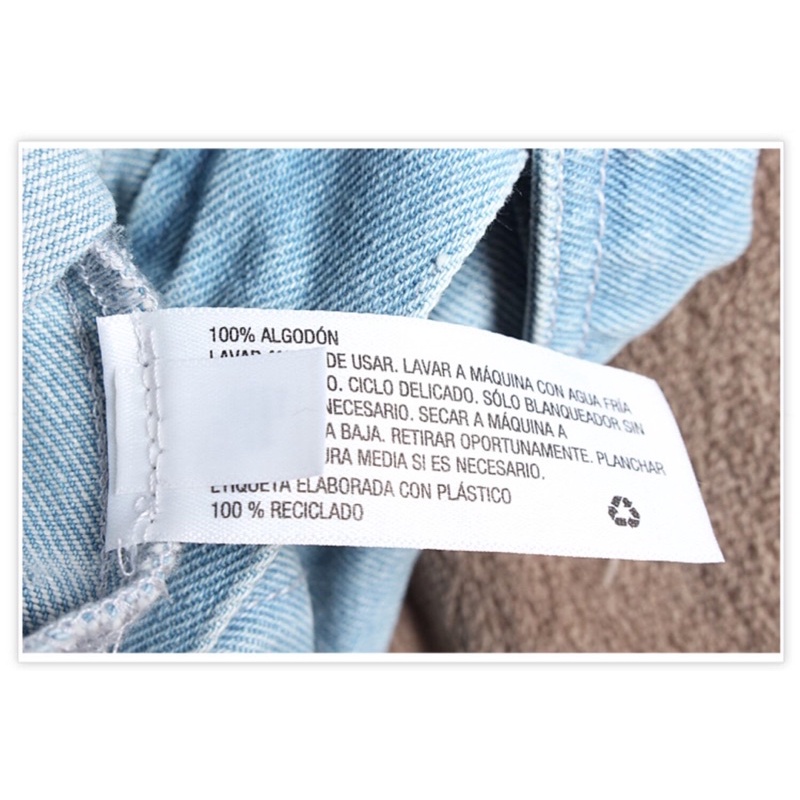 100% ALGODÓN
LAVAR DE USAR. LAVAR A MÁQUINA CON AGUA FRÍA
CICLO DELICADO. SÓLO BLANQUEADOR SIN
NECESARIO. SECAR A MÁQUINA A
BAJA. RETIRAR OPORTUNAMENTE. PLANCHAR
MEDIA SI ES NECESARIO.
ETIQUETA ELABORADA CON PLÁSTICO
100 % RECICLADO